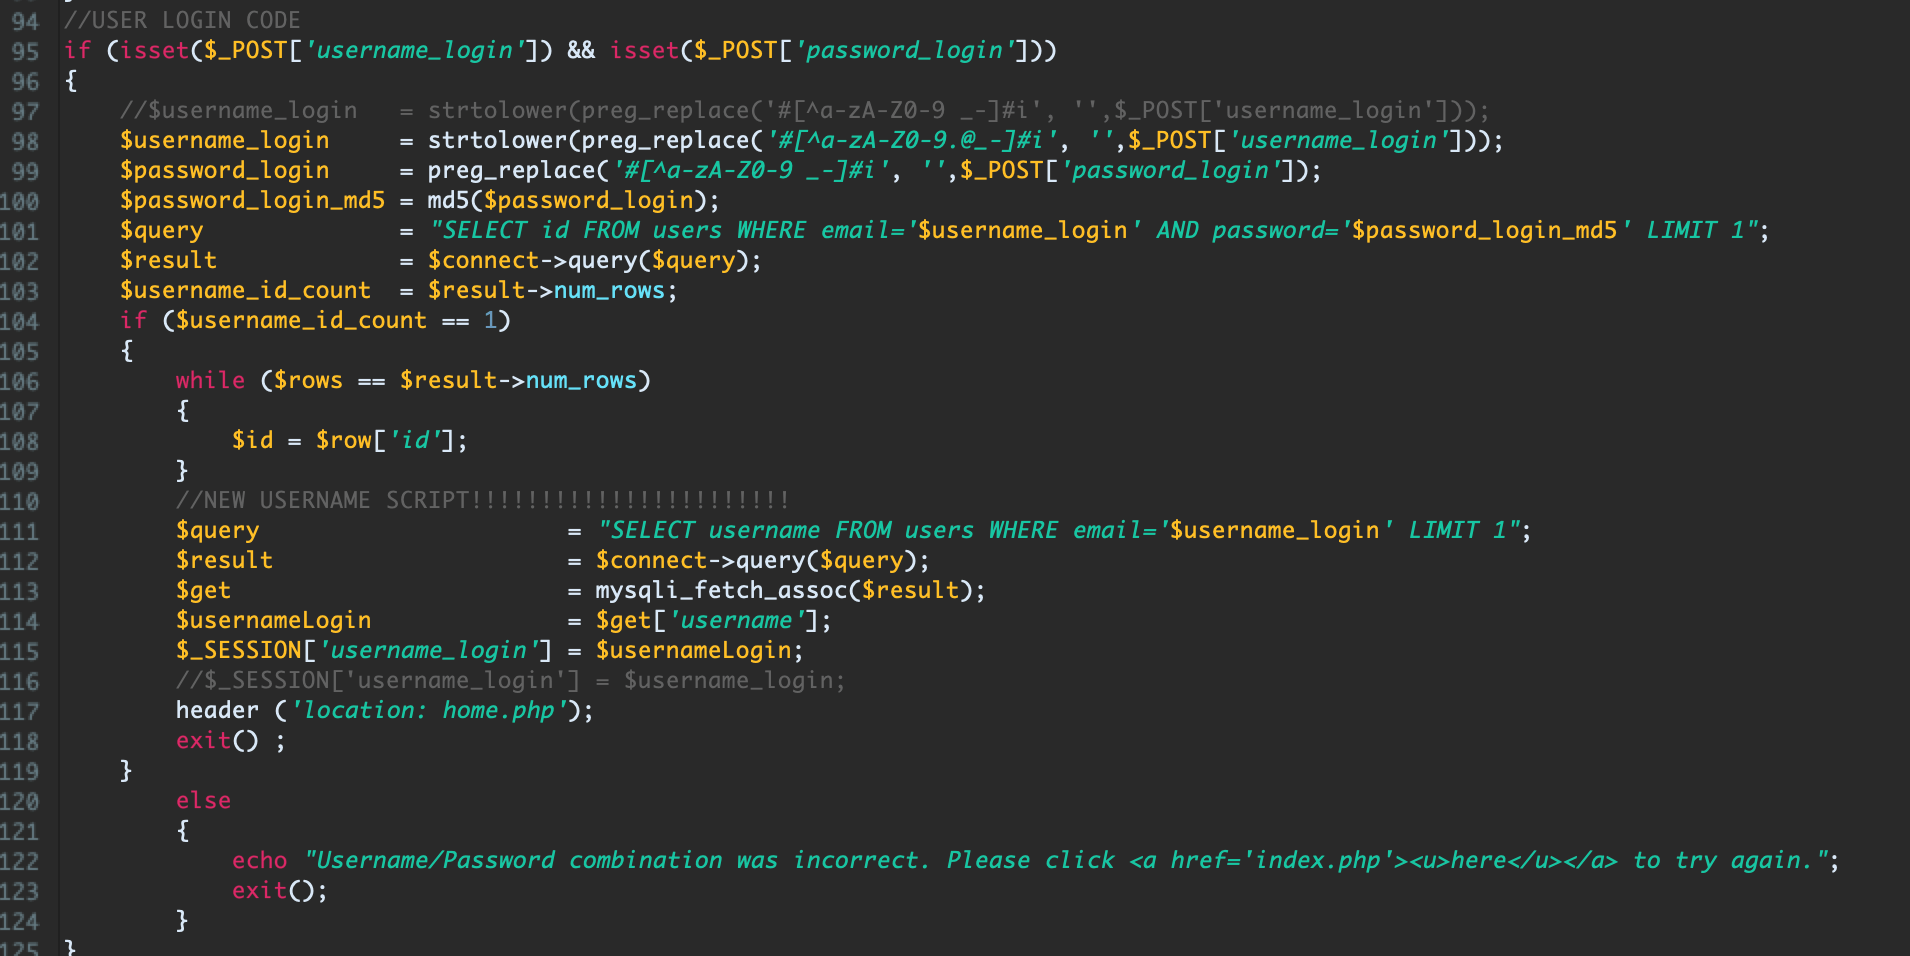 94 //USER LOGIN CODE
95 if (isset($_POST['username_login']) && isset($_POST['password_login']))
96 {
97     //$username_login   = strtolower(preg_replace('#[^a-zA-Z0-9 _-]#i', '',$_POST['username_login']));
98     $username_login     = strtolower(preg_replace('#[^a-zA-Z0-9.@_-]#i', '',$_POST['username_login']));
99     $password_login     = preg_replace('#[^a-zA-Z0-9 _-]#i', '',$_POST['password_login']);
100     $password_login_md5 = md5($password_login);
101     $query              = "SELECT id FROM users WHERE email='$username_login' AND password='$password_login_md5' LIMIT 1";
102     $result             = $connect->query($query);
103     $username_id_count  = $result->num_rows;
104     if ($username_id_count == 1)
105     {
106         while ($rows == $result->num_rows)
107         {
108             $id = $row['id'];
109         }
110         //NEW USERNAME SCRIPT!!!!!!!!!!!!!!!!!!!!!!!
111         $query                      = "SELECT username FROM users WHERE email='$username_login' LIMIT 1";
112         $result                     = $connect->query($query);
113         $get                        = mysqli_fetch_assoc($result);
114         $usernameLogin              = $get['username'];
115         $_SESSION['username_login'] = $usernameLogin;
116         //$_SESSION['username_login'] = $username_login;
117         header ('location: home.php');
118         exit() ;
119     }
120         else
121         {
122             echo "Username/Password combination was incorrect. Please click <a href='index.php'><u>here</u></a> to try again.";
123             exit();
124         }
125 }